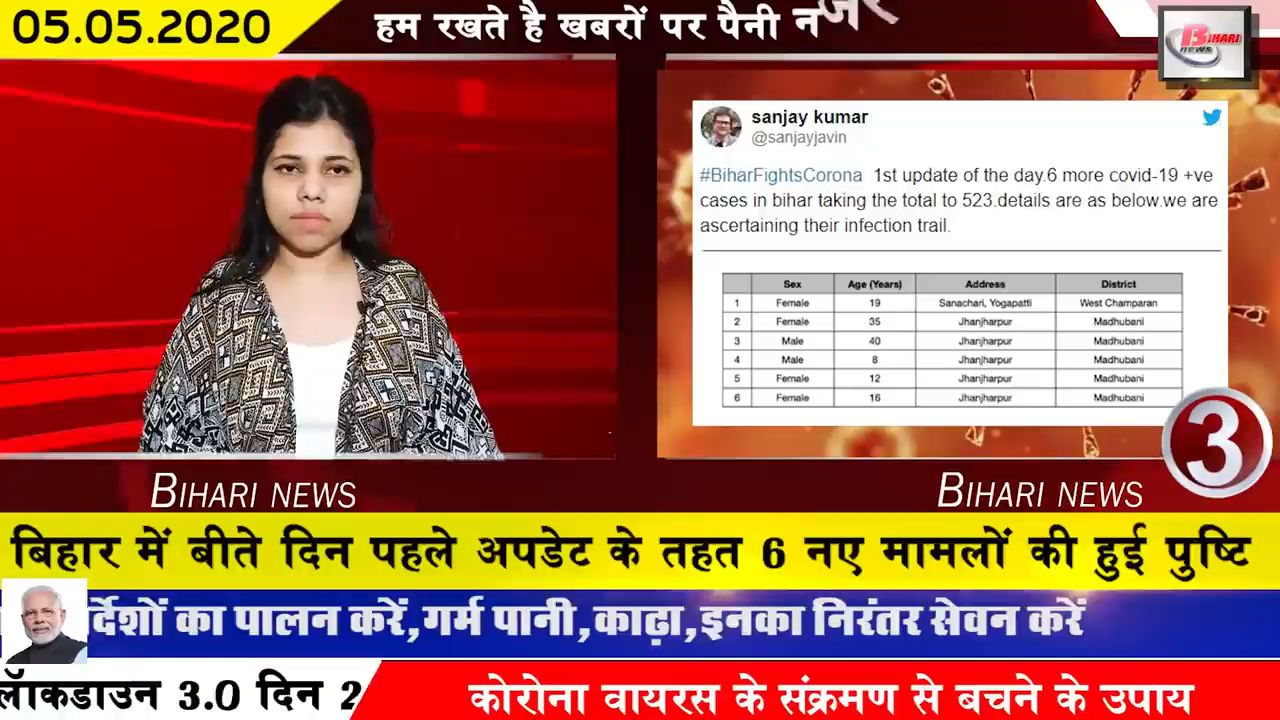 05.05.2020
हम रखते है खबरों पर पैनी नजर
BIHARI
NEWS
sanjay kumar
@sanjayjavin
#BiharFightsCorona 1st update of the day.6 more covid-19 +ve
cases in bihar taking the total to 523.details are as below.we are
ascertaining their infection trail.
Sex Age (Years) Address District
1 Female 19 Sanachari, Yogapatti West Champaran
2 Female 35 Jhanjharpur Madhubani
3 Male 40 Jhanjharpur Madhubani
4 Male 8 Jhanjharpur Madhubani
5 Female 12 Jhanjharpur Madhubani
6 Female 16 Jhanjharpur Madhubani
3
BIHARI NEWS
BIHARI NEWS
बिहार में बीते दिन पहले अपडेट के तहत 6 नए मामलों की हुई पुष्टि
र्देशों का पालन करें,गर्म पानी,काढ़ा,इनका निरंतर सेवन करें
लॅाकडाउन 3.0 दिन 2
कोरोना वायरस के संक्रमण से बचने के उपाय